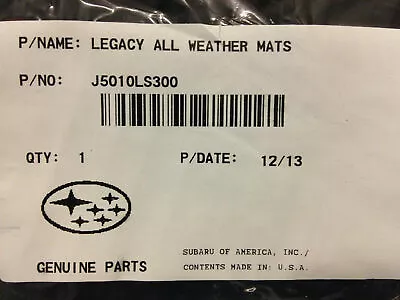 P/NAME: LEGACY ALL WEATHER MATS
P/NO: J5010LS300
QTY: 1 P/DATE: 12/13
SUBARU OF AMERICA, INC./
GENUINE PARTS CONTENTS MADE IN: U.S.A.